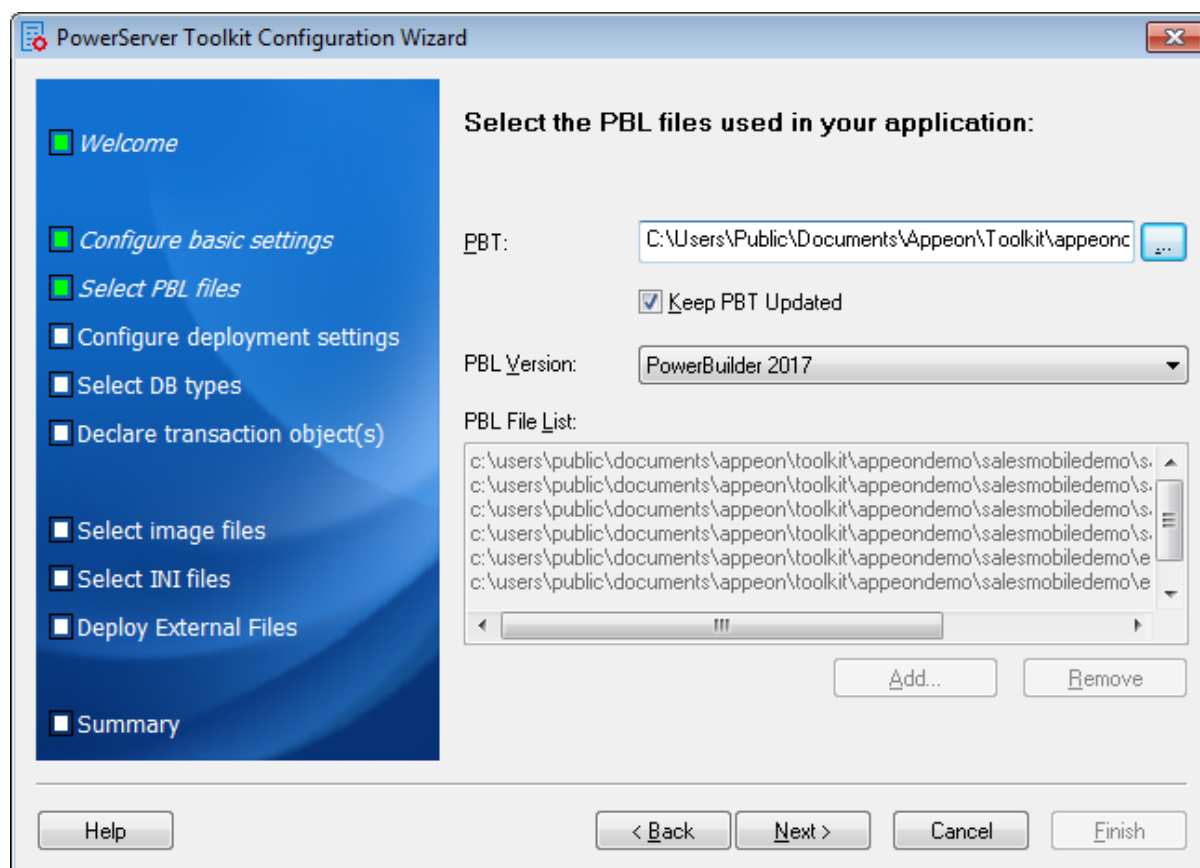 PowerServer Toolkit Configuration Wizard
Welcome
Configure basic settings
Select PBL files
Configure deployment settings
Select DB types
Declare transaction object(s)
Select image files
Select INI files
Deploy External Files
Summary
Select the PBL files used in your application:
PBT:
C:\Users\Public\Documents\Appeon\Toolkit\appeonc
...
Keep PBT Updated
PBL Version:
PowerBuilder 2017
PBL File List:
c:\users\public\documents\appeon\toolkit\appeondemo\salesmobiledemo\s
c:\users\public\documents\appeon\toolkit\appeondemo\salesmobiledemo\s
c:\users\public\documents\appeon\toolkit\appeondemo\salesmobiledemo\s
c:\users\public\documents\appeon\toolkit\appeondemo\salesmobiledemo\s
c:\users\public\documents\appeon\toolkit\appeondemo\salesmobiledemo\e
c:\users\public\documents\appeon\toolkit\appeondemo\salesmobiledemo\e
Add...
Remove
Help
< Back
Next >
Cancel
Finish